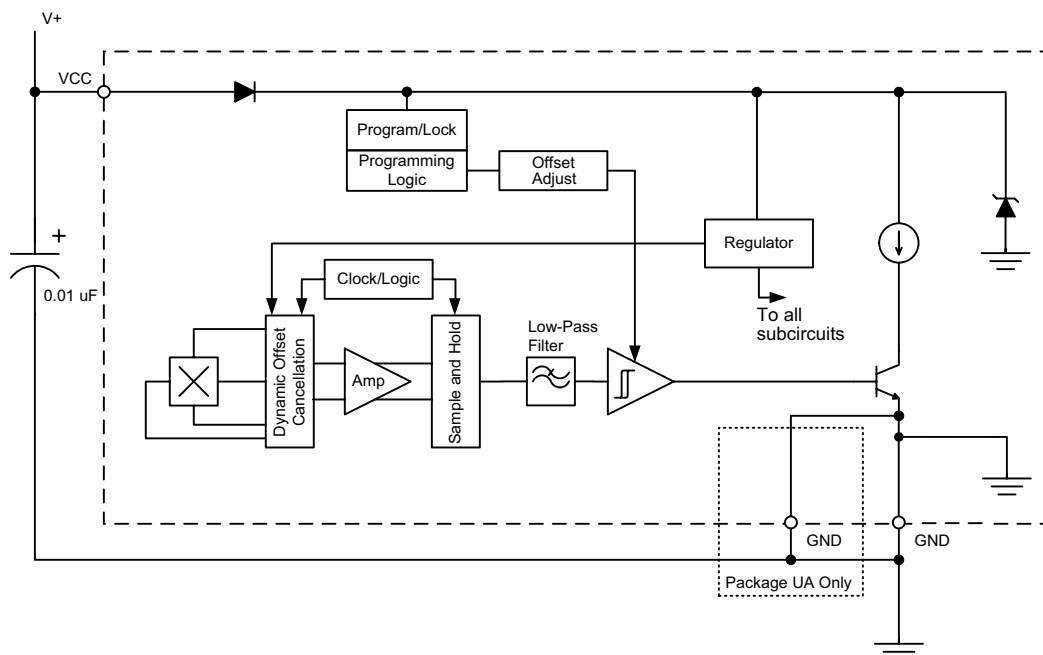 V+
VCC
Program/Lock
Programming
Logic
Offset
Adjust
+
0.01 uF
Regulator
Clock/Logic
To all
subcircuits
Dynamic Offset
Cancellation
Amp
Sample and Hold
Low-Pass
Filter
GND
GND
Package UA Only